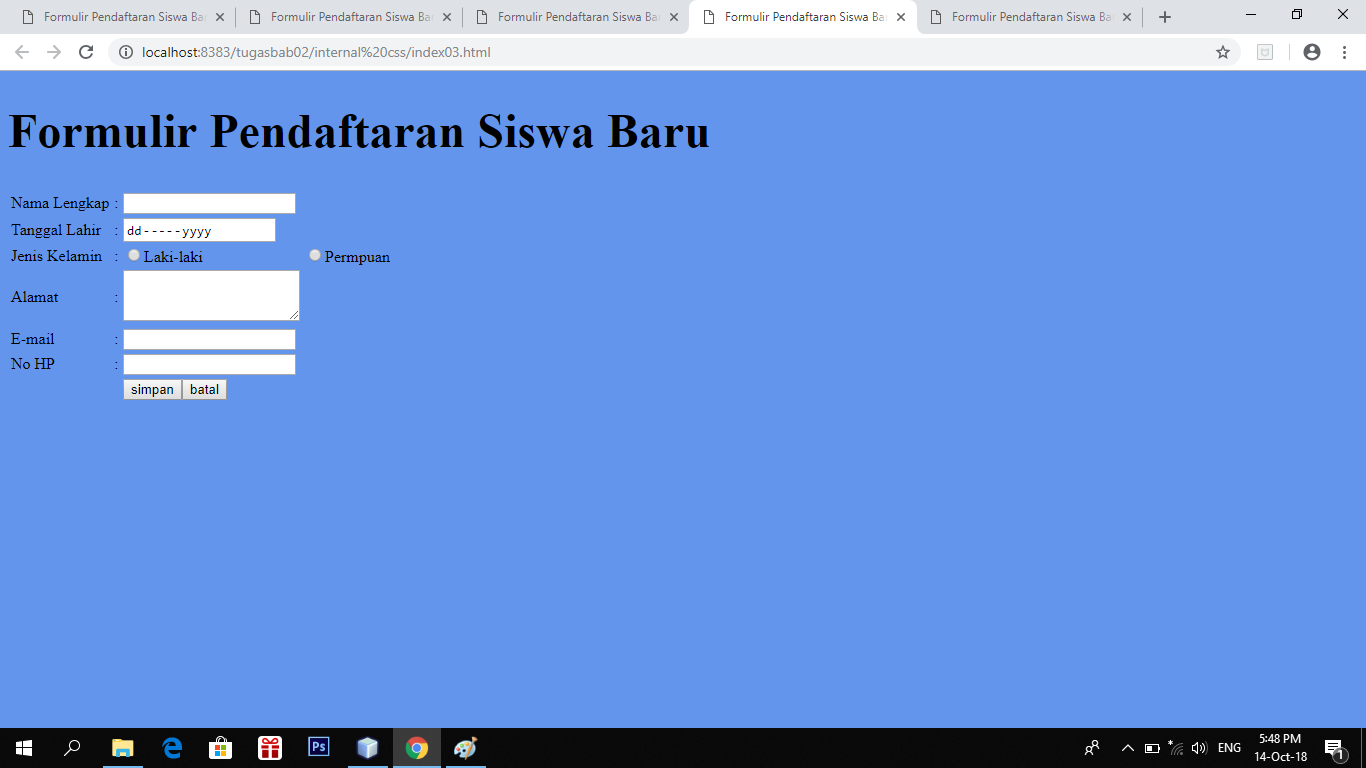 Formulir Pendaftaran Siswa Ba
Formulir Pendaftaran Siswa Ba
Formulir Pendaftaran Siswa Ba
Formulir Pendaftaran Siswa Ba
Formulir Pendaftaran Siswa Ba
localhost:8383/tugasbab02/internal%20css/index03.html
Formulir Pendaftaran Siswa Baru
Nama Lengkap :
Tanggal Lahir : dd-----yyyy
Jenis Kelamin : Laki-laki Permpuan
Alamat :
E-mail :
No HP :
simpan batal
Ps
ENG
5:48 PM
14-Oct-18
1